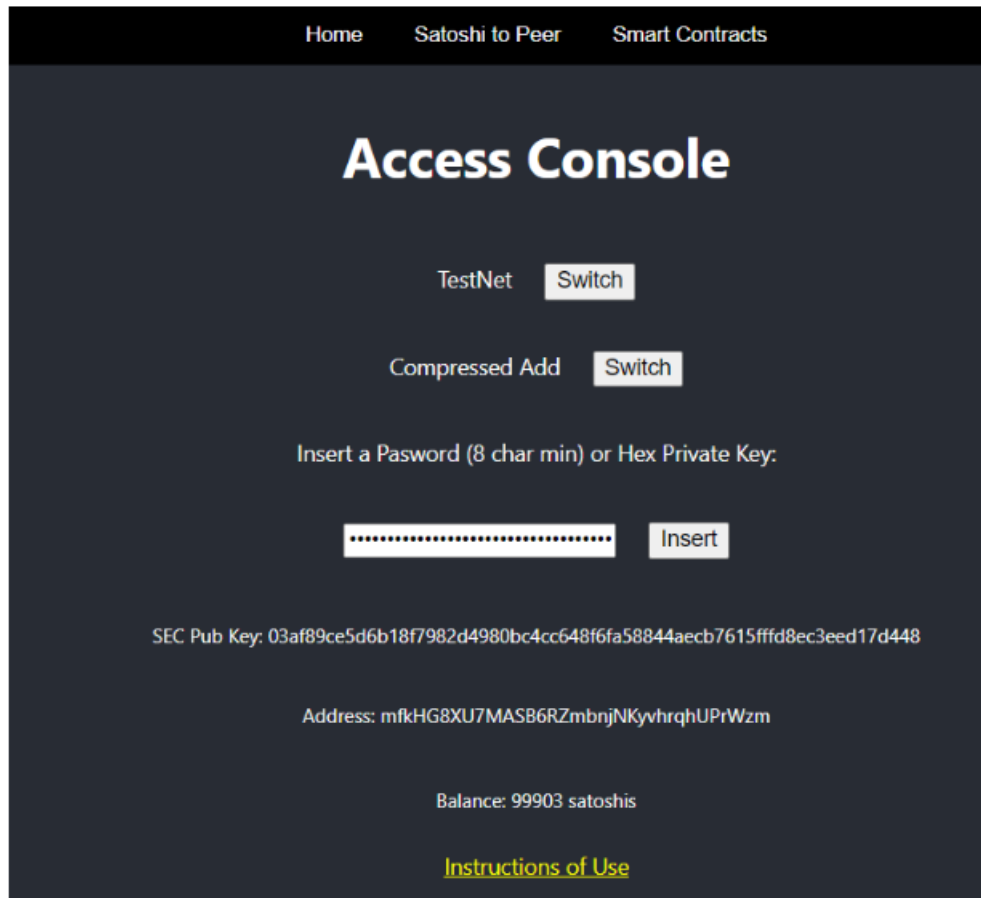 Home Satoshi to Peer Smart Contracts
Access Console
TestNet Switch
Compressed Add Switch
Insert a Pasword (8 char min) or Hex Private Key:
•••••••••••••••••••••••••••••••••••• Insert
SEC Pub Key: 03af89ce5d6b18f7982d4980bc4cc648f6fa58844aecb7615fffd8ec3eed17d448
Address: mfkHG8XU7MASB6RZmbnjNKyvhrqhUPrWzm
Balance: 99903 satoshis
Instructions of Use